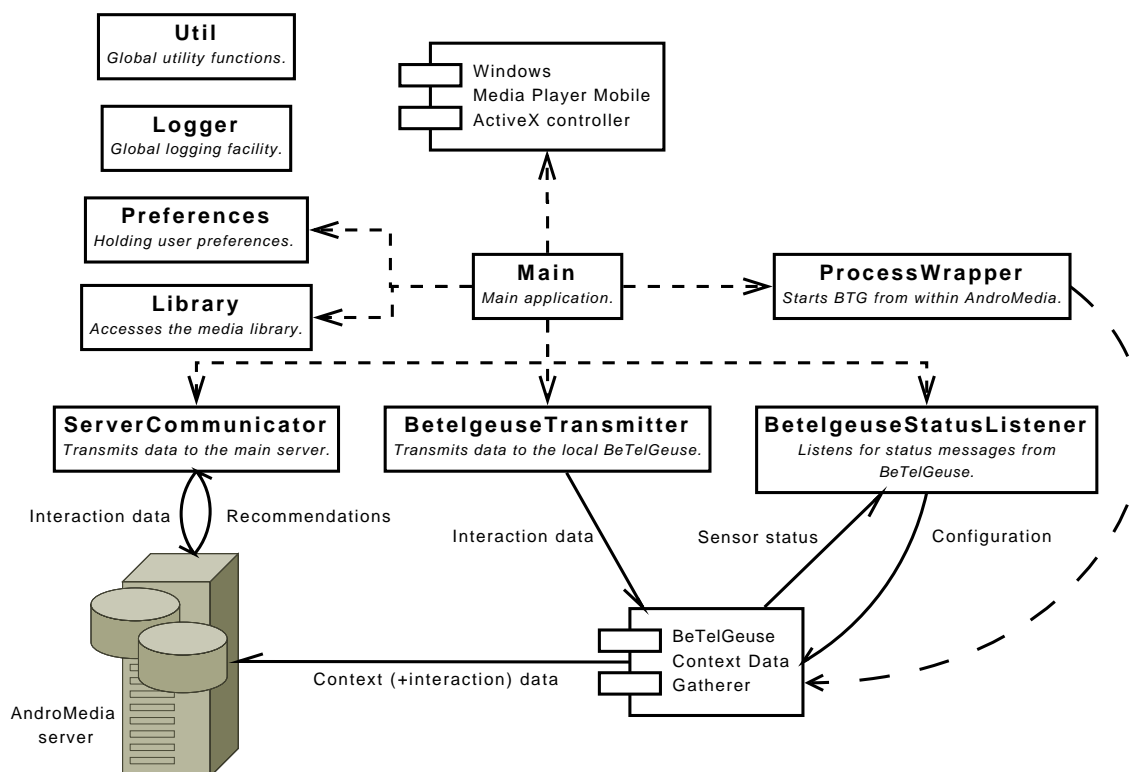 Util
Global utility functions.
Windows
Media Player Mobile
ActiveX controller
Logger
Global logging facility.
Preferences
Holding user preferences.
Main
Main application.
ProcessWrapper
Starts BTG from within AndroMedia.
Library
Accesses the media library.
ServerCommunicator
Transmits data to the main server.
BetelgeuseTransmitter
Transmits data to the local BeTelGeuse.
BetelgeuseStatusListener
Listens for status messages from
BeTelGeuse.
Interaction data
Recommendations
Interaction data
Sensor status
Configuration
BeTelGeuse
Context Data
Gatherer
Context (+interaction) data
AndroMedia
server